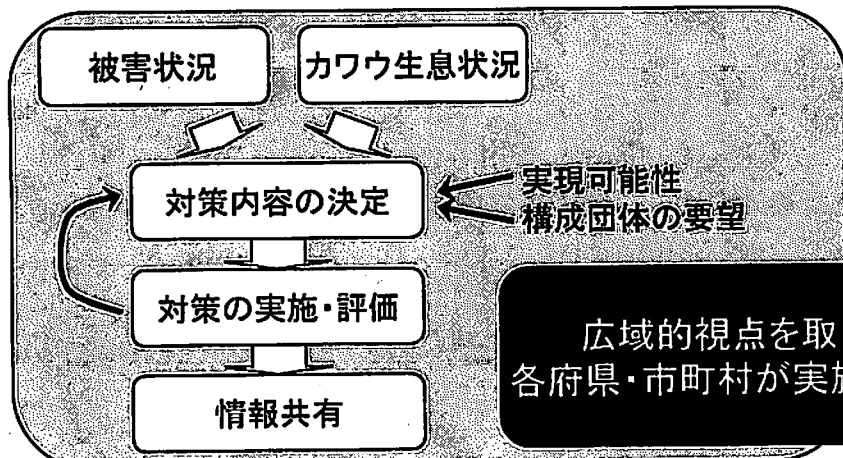 被害状況
カワウ生息状況
対策内容の決定
実現可能性
構成団体の要望
対策の実施・評価
広域的視点を取
各府県・市町村が実施
情報共有